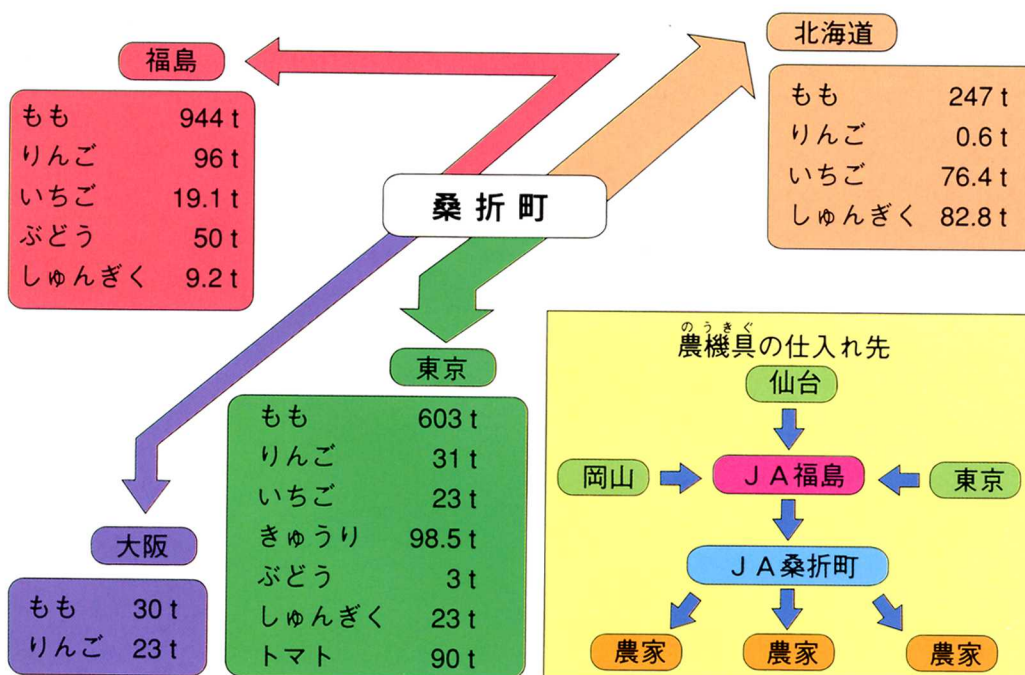 福島
もも 944 t
りんご 96 t
いちご 19.1 t
ぶどう 50 t
しゅんぎく 9.2 t
北海道
もも 247 t
りんご 0.6 t
いちご 76.4 t
しゅんぎく 82.8 t
桑折町
東京
もも 603 t
りんご 31 t
いちご 23 t
きゅうり 98.5 t
ぶどう 3 t
しゅんぎく 23 t
トマト 90 t
大阪
もも 30 t
りんご 23 t
のうきぐ
農機具の仕入れ先
仙台
岡山 JA福島 東京
JA桑折町
農家 農家 農家